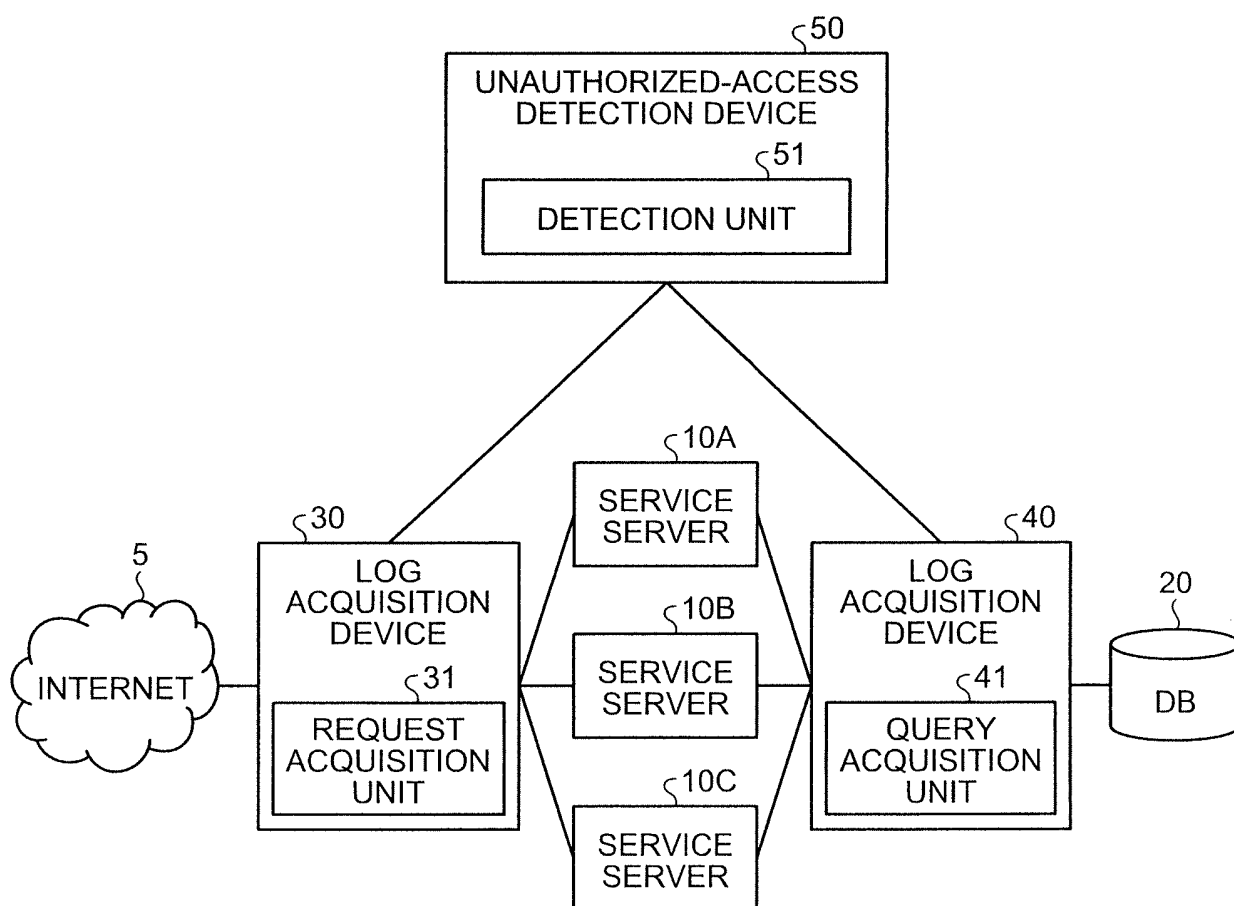 50
UNAUTHORIZED-ACCESS
DETECTION DEVICE
51
DETECTION UNIT
10A
SERVICE
SERVER
30
LOG
ACQUISITION
DEVICE
40
LOG
ACQUISITION
DEVICE
5
INTERNET
10B
SERVICE
SERVER
20
DB
31
REQUEST
ACQUISITION
UNIT
41
QUERY
ACQUISITION
UNIT
10C
SERVICE
SERVER